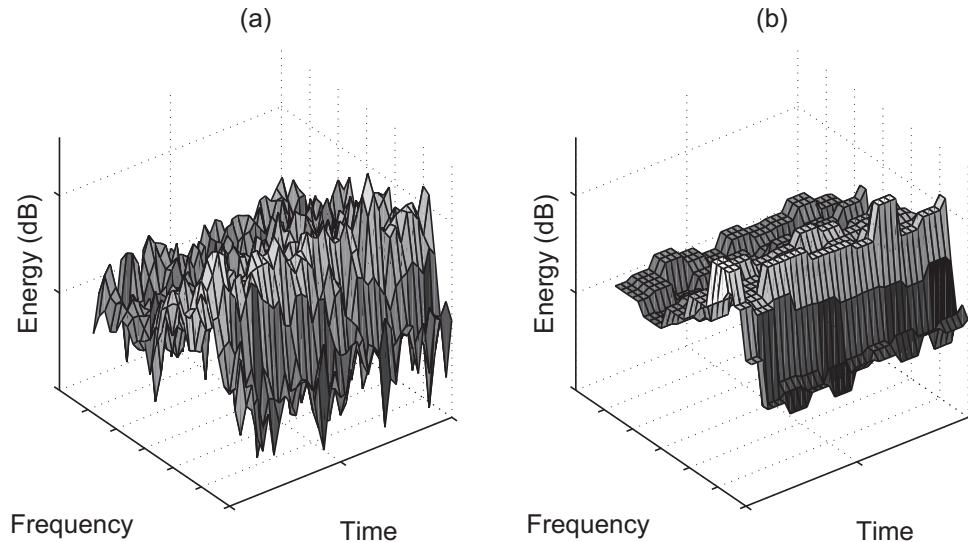 (a)
(b)
Energy (dB)
Energy (dB)
Frequency
Time
Frequency
Time